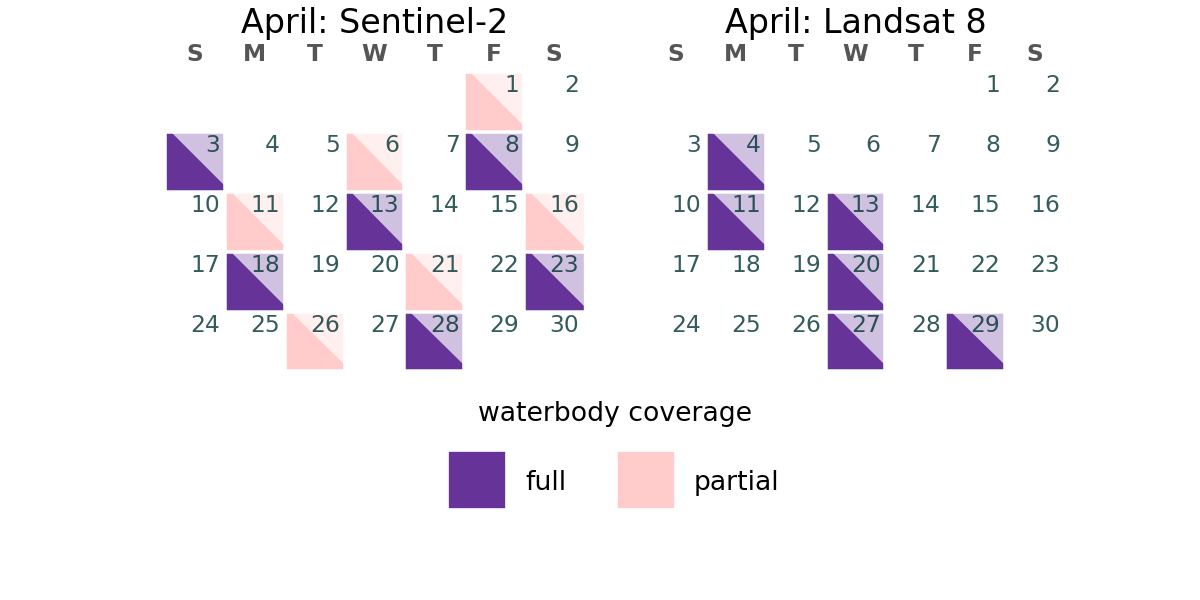 April: Sentinel-2
S M T W T F S
1 2
3 4 5 6 7 8 9
10 11 12 13 14 15 16
17 18 19 20 21 22 23
24 25 26 27 28 29 30
April: Landsat 8
S M T W T F S
1 2
3 4 5 6 7 8 9
10 11 12 13 14 15 16
17 18 19 20 21 22 23
24 25 26 27 28 29 30
waterbody coverage
full partial